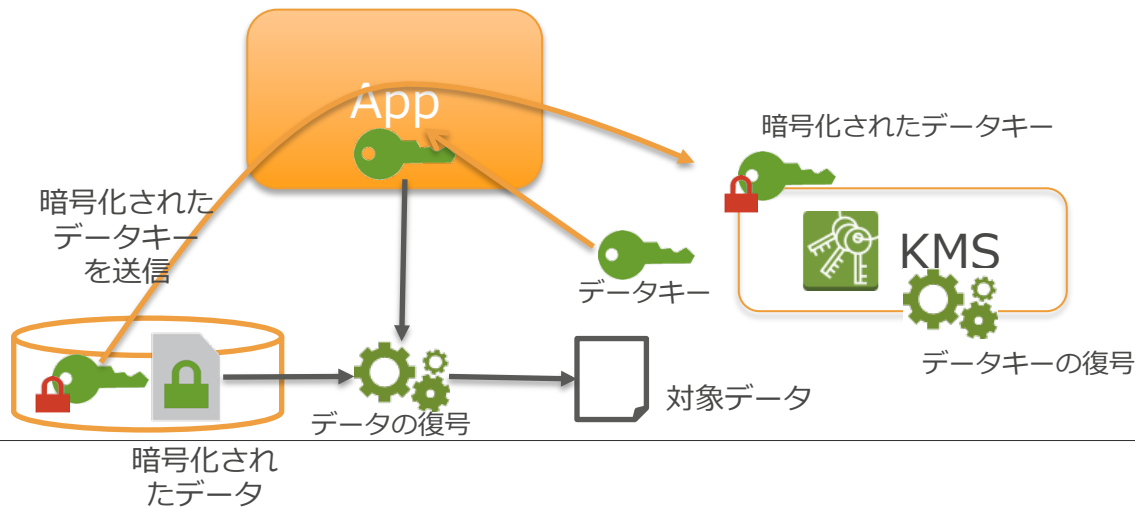 App
暗号化されたデータキー
暗号化された
データキー
を送信
KMS
データキー
データキーの復号
対象データ
データの復号
暗号化され
たデータ